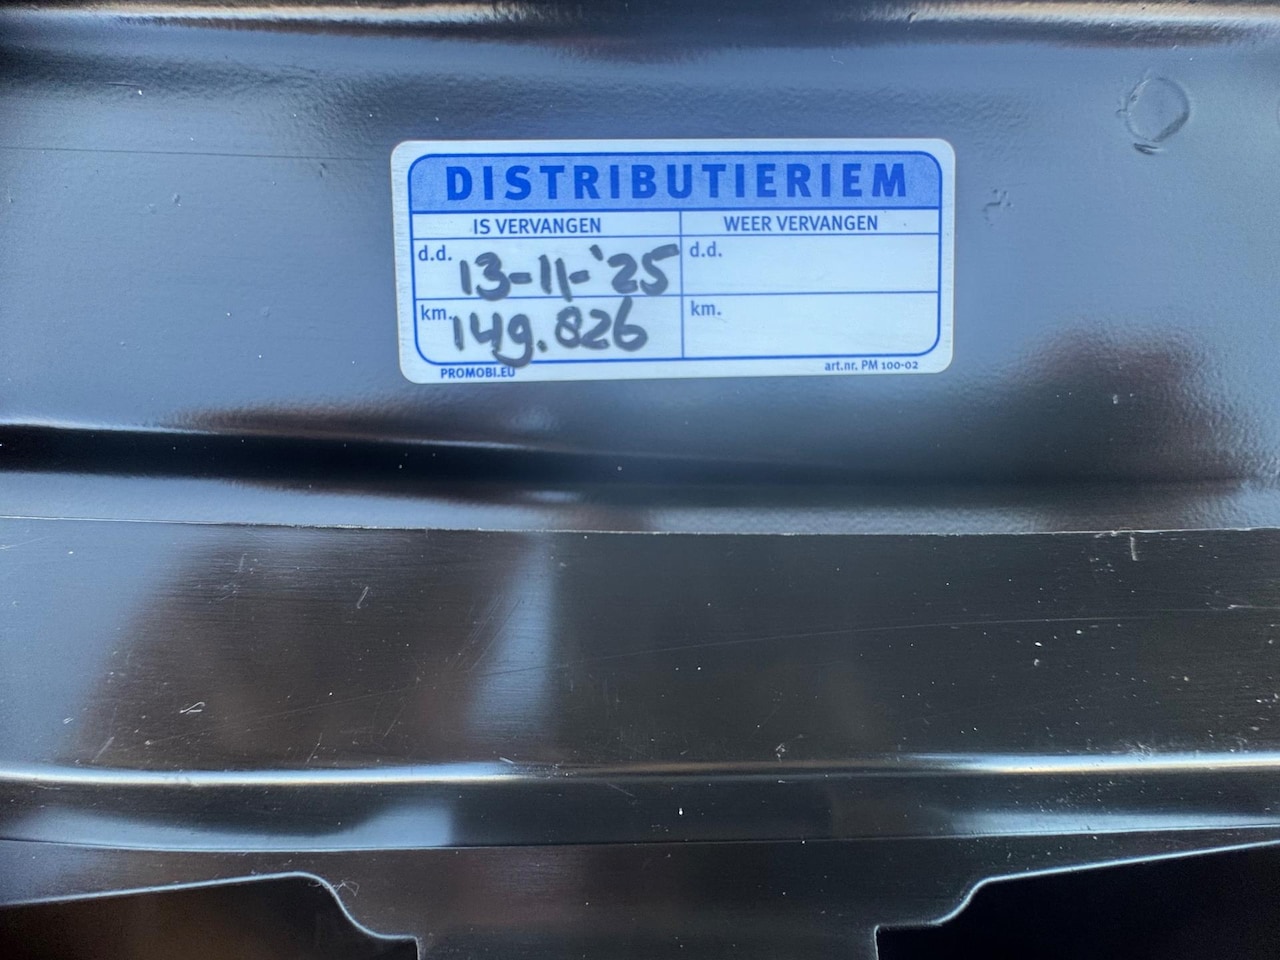 DISTRIBUTIERIEM
IS VERVANGEN WEER VERVANGEN
d.d. 13-11-'25 d.d.
km. 149.826 km.
PROMOBI.EU art.nr. PM 100-02